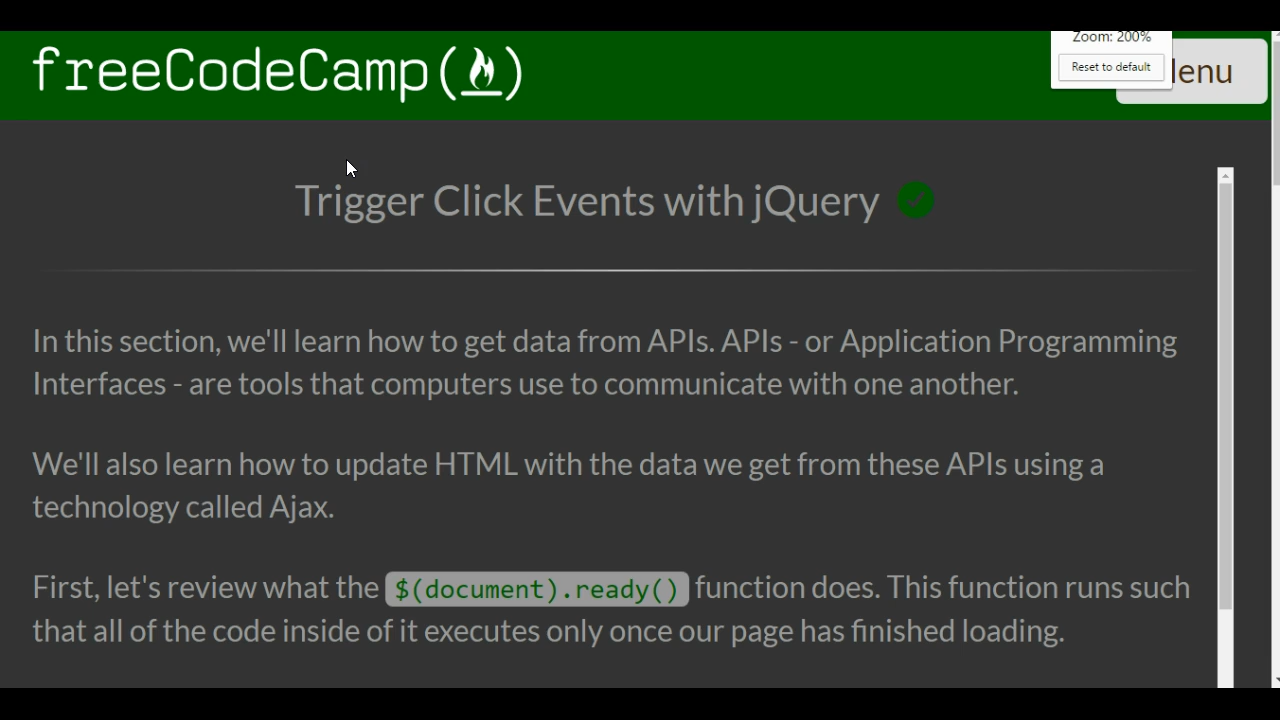 freeCodeCamp
Zoom: 200%
Reset to default
enu
Trigger Click Events with jQuery
In this section, we'll learn how to get data from APIs. APIs - or Application Programming
Interfaces - are tools that computers use to communicate with one another.
We'll also learn how to update HTML with the data we get from these APIs using a
technology called Ajax.
First, let's review what the $(document).ready() function does. This function runs such
that all of the code inside of it executes only once our page has finished loading.